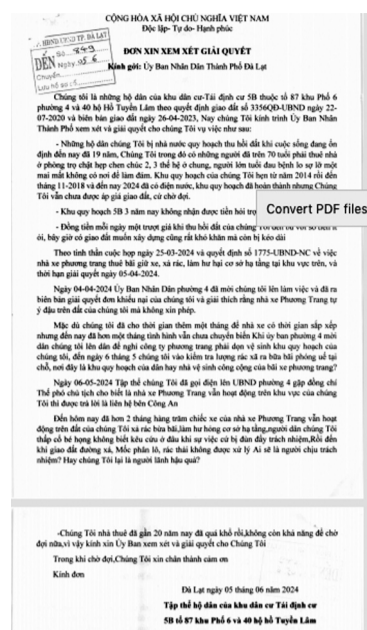 CỘNG HÒA XÃ HỘI CHỦ NGHĨA VIỆT NAM
Độc lập- Tự do- Hạnh phúc
UBND TP. ĐÀ LẠT
Số 849
ĐẾN Ngày 05.6
Chuyển
Lưu hồ sơ số
ĐƠN XIN XEM XÉT GIẢI QUYẾT
Kính gởi: Ủy Ban Nhân Dân Thành Phố Đà Lạt
Chúng tôi là những hộ dân của khu dân cư-Tái định cư 5B thuộc tổ 87 khu Phố 6
phường 4 và 40 hộ Hồ Tuyền Lâm theo quyết định giao đất số 3356QĐ-UBND ngày 22-
07-2020 và biên bản giao đất ngày 26-04-2023, Nay Chúng tôi kính trình Ủy Ban Nhân
Thành Phố xem xét và giải quyết cho Chúng tôi vụ việc như sau:
- Những hộ dân chúng Tôi bị nhà nước quy hoạch thu hồi đất khi cuộc sống đang ổn
định đến nay đã 19 năm, Chúng Tôi trong đó có những người đã trên 70 tuổi phải thuê nhà
ở phòng trọ chật hẹp chen chúc 2, 3 thế hệ ở chung, người lớn tuổi đau bệnh lo sợ lỡ một
mai mất không có nơi để làm đám. Khu quy hoạch của chúng Tôi hẹn từ năm 2014 rồi đến
tháng 11-2018 và đến nay 2024 đã có điện nước, khu quy hoạch đã hoàn thành nhưng Chúng
Tôi vẫn chưa được áp giá giao đất, cứ chờ đợi.
- Khu quy hoạch 5B 3 năm nay không nhận được tiền hỏi trợ
Convert PDF files
- Đồng tiền mỗi ngày một trượt giá khi thu hồi đất của chúng
ỏi, bây giờ có giao đất muốn xây dựng cũng rất khó khăn mà còn bị kéo dài
Theo tinh thần cuộc họp ngày 25-03-2024 và quyết định số 1775-UBND-NC về việc
nhà xe phương trang thuê bãi giữ xe, xả rác, làm hư hại cơ sở hạ tầng tại khu vực trên, và
thời hạn giải quyết ngày 05-04-2024.
Ngày 04-04-2024 Ủy Ban Nhân Dân phường 4 đã mời chúng tôi lên làm việc và đã ra
biên bản giải quyết đơn khiếu nại của chúng tôi và giải thích rằng nhà xe Phương Trang tự
ý đậu trên đất của chúng tôi mà không xin phép.
Mặc dù chúng tôi đã cho thời gian thêm một tháng để nhà xe có thời gian sắp xếp
nhưng đến nay đã hơn một tháng tình hình vẫn chưa chuyển biến Khi ủy ban phường 4 mời
dân chúng tôi lên dân để nghỉ công ty phương trang phải dọn vệ sinh khu quy hoạch của
chúng tôi, đến ngày 6 tháng 5 chúng tôi vào kiểm tra lượng rác xả ra bừa bãi phóng uế tại
chỗ, nơi đây là khu quy hoạch của dân hay nhà vệ sinh công cộng của bãi xe phương trang?
Ngày 06-05-2024 Tập thể chúng Tôi đã gọi điện lên UBND phường 4 gặp đồng chí
Thế phó chủ tịch cho biết là nhà xe Phương Trang vẫn hoạt động trên khu vực của chúng
Tôi thì được trả lời là liên hệ bên Công An
Đến hôm nay đã hơn 2 tháng hàng trăm chiếc xe của nhà xe Phương Trang vẫn hoạt
động trên đất của chúng Tôi xả rác bừa bãi,làm hư hỏng cơ sở hạ tầng,người dân chúng Tôi
thấp cổ bé họng không biết kêu cứu ở đâu khi sự việc cứ bị đùn đẩy trách nhiệm,Rồi đến
khi giao đất đường xá, Mốc phân lô, rác thải không được xử lý Ai sẽ là người chịu trách
nhiệm? Hay chúng Tôi lại là người lãnh hậu quả?
-Chúng Tôi nhà thuê đã gần 20 năm nay đã quá khổ rồi,không còn khả năng để chờ
đợi nữa,vì vậy kính xin Ủy Ban xem xét và giải quyết cho Chúng Tôi
Trong khi chờ đợi,Chúng Tôi xin chân thành cảm ơn
Kính đơn
Đà Lạt ngày 05 tháng 06 năm 2024
Tập thể hộ dân của khu dân cư Tái định cư
5B tổ 87 khu Phố 6 và 40 hộ hồ Tuyền Lâm